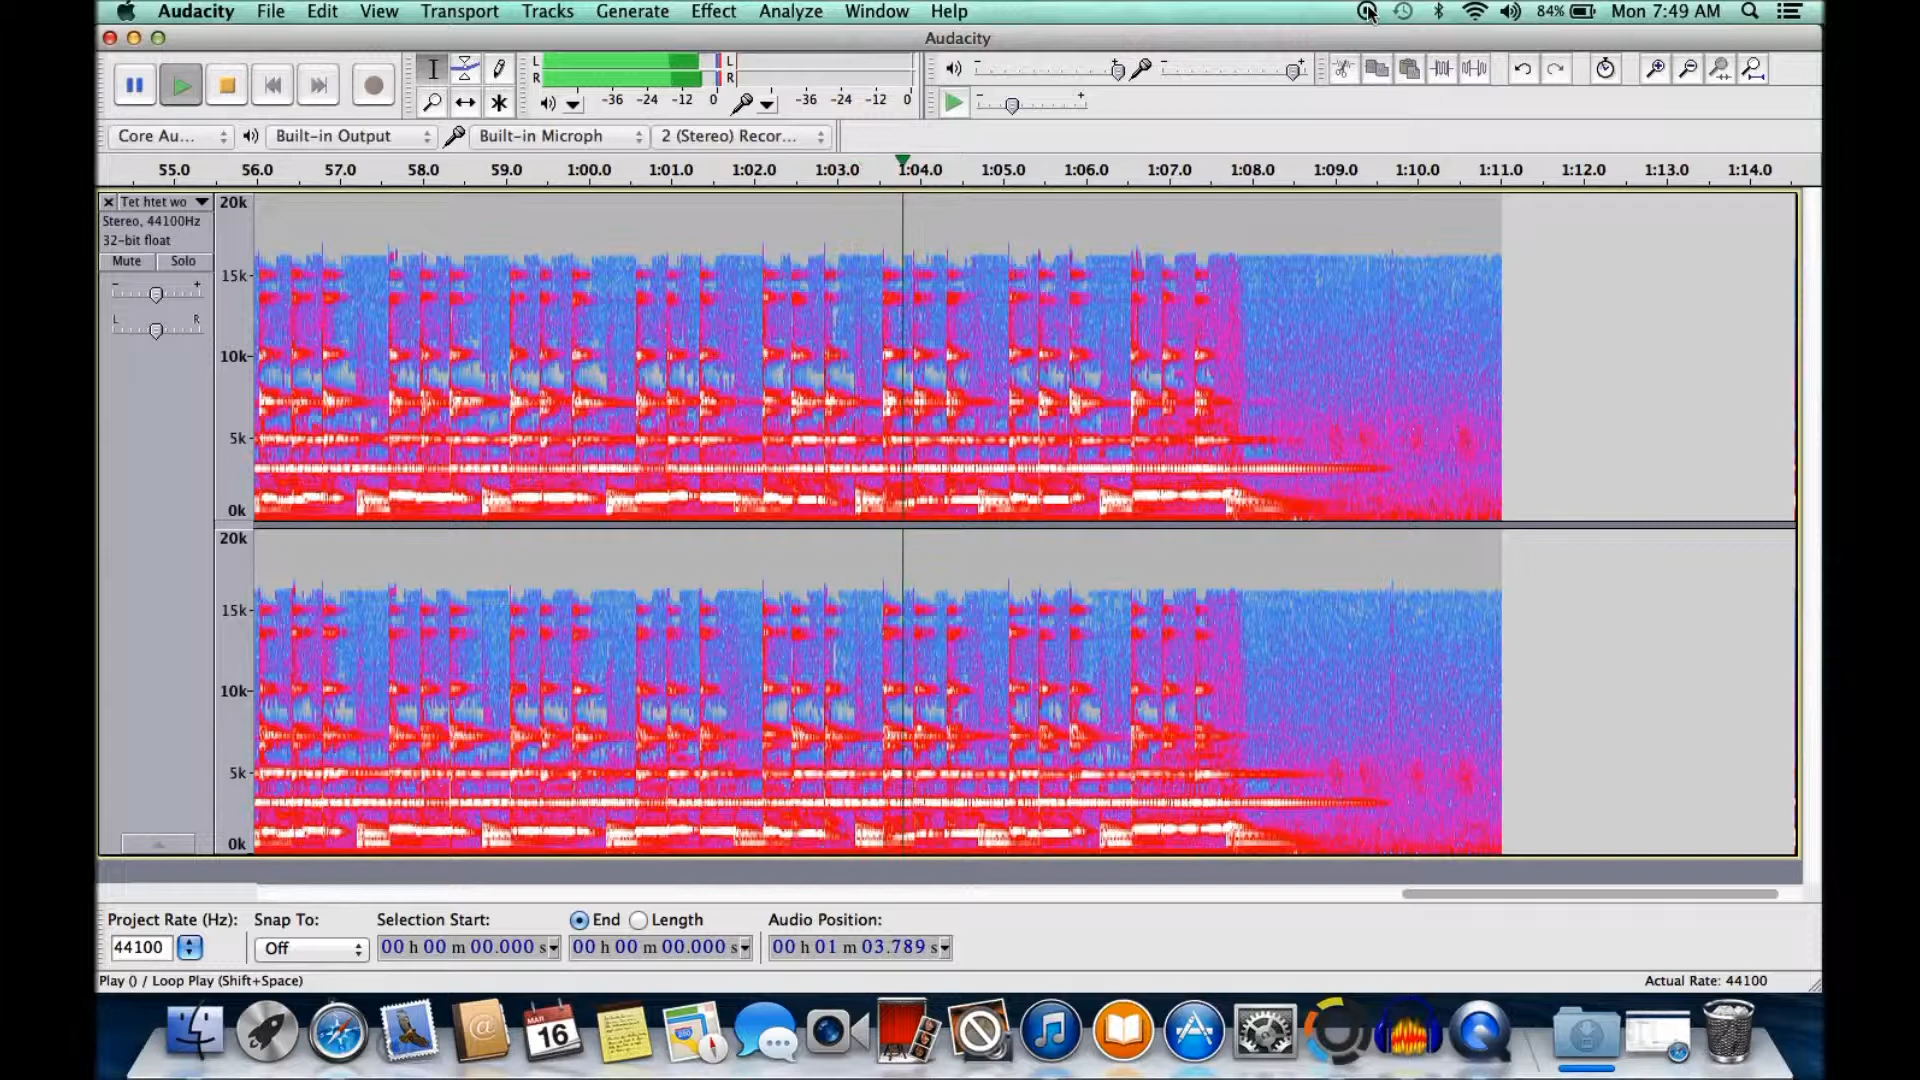 Audacity File Edit View Transport Tracks Generate Effect Analyze Window Help 84% Mon 7:49 AM
Audacity
L L
R R
-36 -24 -12 0 -36 -24 -12 0
Core Au... Built-in Output Built-in Microph 2 (Stereo) Recor...
55.0 56.0 57.0 58.0 59.0 1:00.0 1:01.0 1:02.0 1:03.0 1:04.0 1:05.0 1:06.0 1:07.0 1:08.0 1:09.0 1:10.0 1:11.0 1:12.0 1:13.0 1:14.0
Tet htet wo
Stereo, 44100Hz
32-bit float
Mute Solo
- +
L R
20k
15k
10k
5k
0k
20k
15k
10k
5k
0k
Project Rate (Hz): Snap To: Selection Start: End Length Audio Position:
44100 Off 00 h 00 m 00.000 s 00 h 00 m 00.000 s 00 h 01 m 03.789 s
Play () / Loop Play (Shift+Space) Actual Rate: 44100
MAR
16